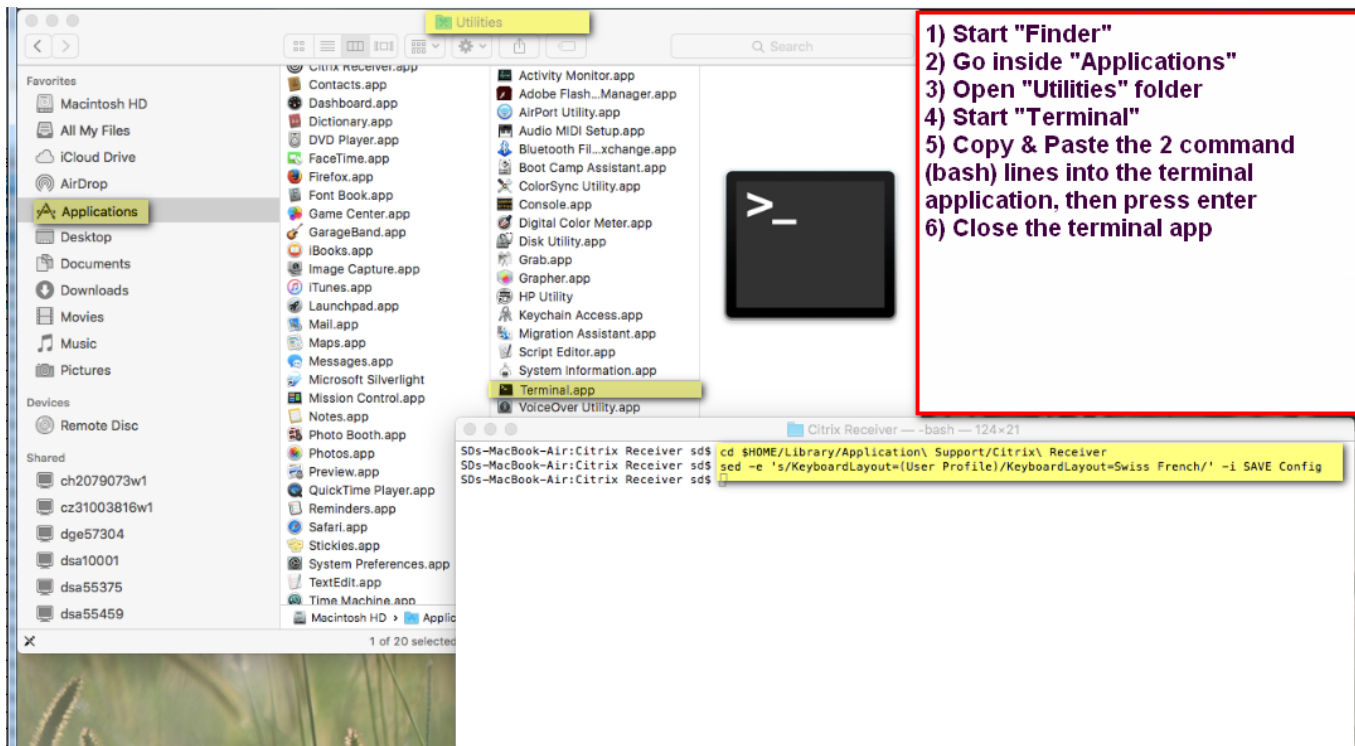 Utilities
Search
Favorites
Macintosh HD
All My Files
iCloud Drive
AirDrop
Applications
Desktop
Documents
Downloads
Movies
Music
Pictures
Devices
Remote Disc
Shared
ch2079073w1
cz31003816w1
dge57304
dsa10001
dsa55375
dsa55459
Citrix Receiver.app
Contacts.app
Dashboard.app
Dictionary.app
DVD Player.app
FaceTime.app
Firefox.app
Font Book.app
Game Center.app
GarageBand.app
iBooks.app
Image Capture.app
iTunes.app
Launchpad.app
Mail.app
Maps.app
Messages.app
Microsoft Silverlight
Mission Control.app
Notes.app
Photo Booth.app
Photos.app
Preview.app
QuickTime Player.app
Reminders.app
Safari.app
Stickies.app
System Preferences.app
TextEdit.app
Time Machine.app
Activity Monitor.app
Adobe Flash...Manager.app
AirPort Utility.app
Audio MIDI Setup.app
Bluetooth Fil...xchange.app
Boot Camp Assistant.app
ColorSync Utility.app
Console.app
Digital Color Meter.app
Disk Utility.app
Grab.app
Grapher.app
HP Utility
Keychain Access.app
Migration Assistant.app
Script Editor.app
System Information.app
Terminal.app
VoiceOver Utility.app
Macintosh HD > Applic
1 of 20 selected
>_
1) Start "Finder"
2) Go inside "Applications"
3) Open "Utilities" folder
4) Start "Terminal"
5) Copy & Paste the 2 command
(bash) lines into the terminal
application, then press enter
6) Close the terminal app
Citrix Receiver — -bash — 124×21
SDs-MacBook-Air:Citrix Receiver sd$ cd $HOME/Library/Application\ Support/Citrix\ Receiver
SDs-MacBook-Air:Citrix Receiver sd$ sed -e 's/KeyboardLayout=(User Profile)/KeyboardLayout=Swiss French/' -i SAVE Config
SDs-MacBook-Air:Citrix Receiver sd$